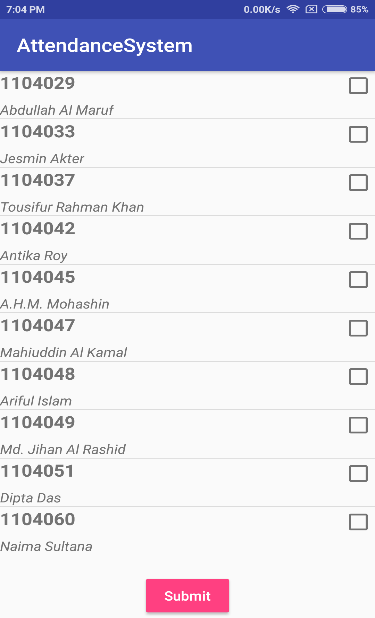 7:04 PM 0.00K/s 85%
AttendanceSystem
1104029
Abdullah Al Maruf
1104033
Jesmin Akter
1104037
Tousifur Rahman Khan
1104042
Antika Roy
1104045
A.H.M. Mohashin
1104047
Mahiuddin Al Kamal
1104048
Ariful Islam
1104049
Md. Jihan Al Rashid
1104051
Dipta Das
1104060
Naima Sultana
Submit